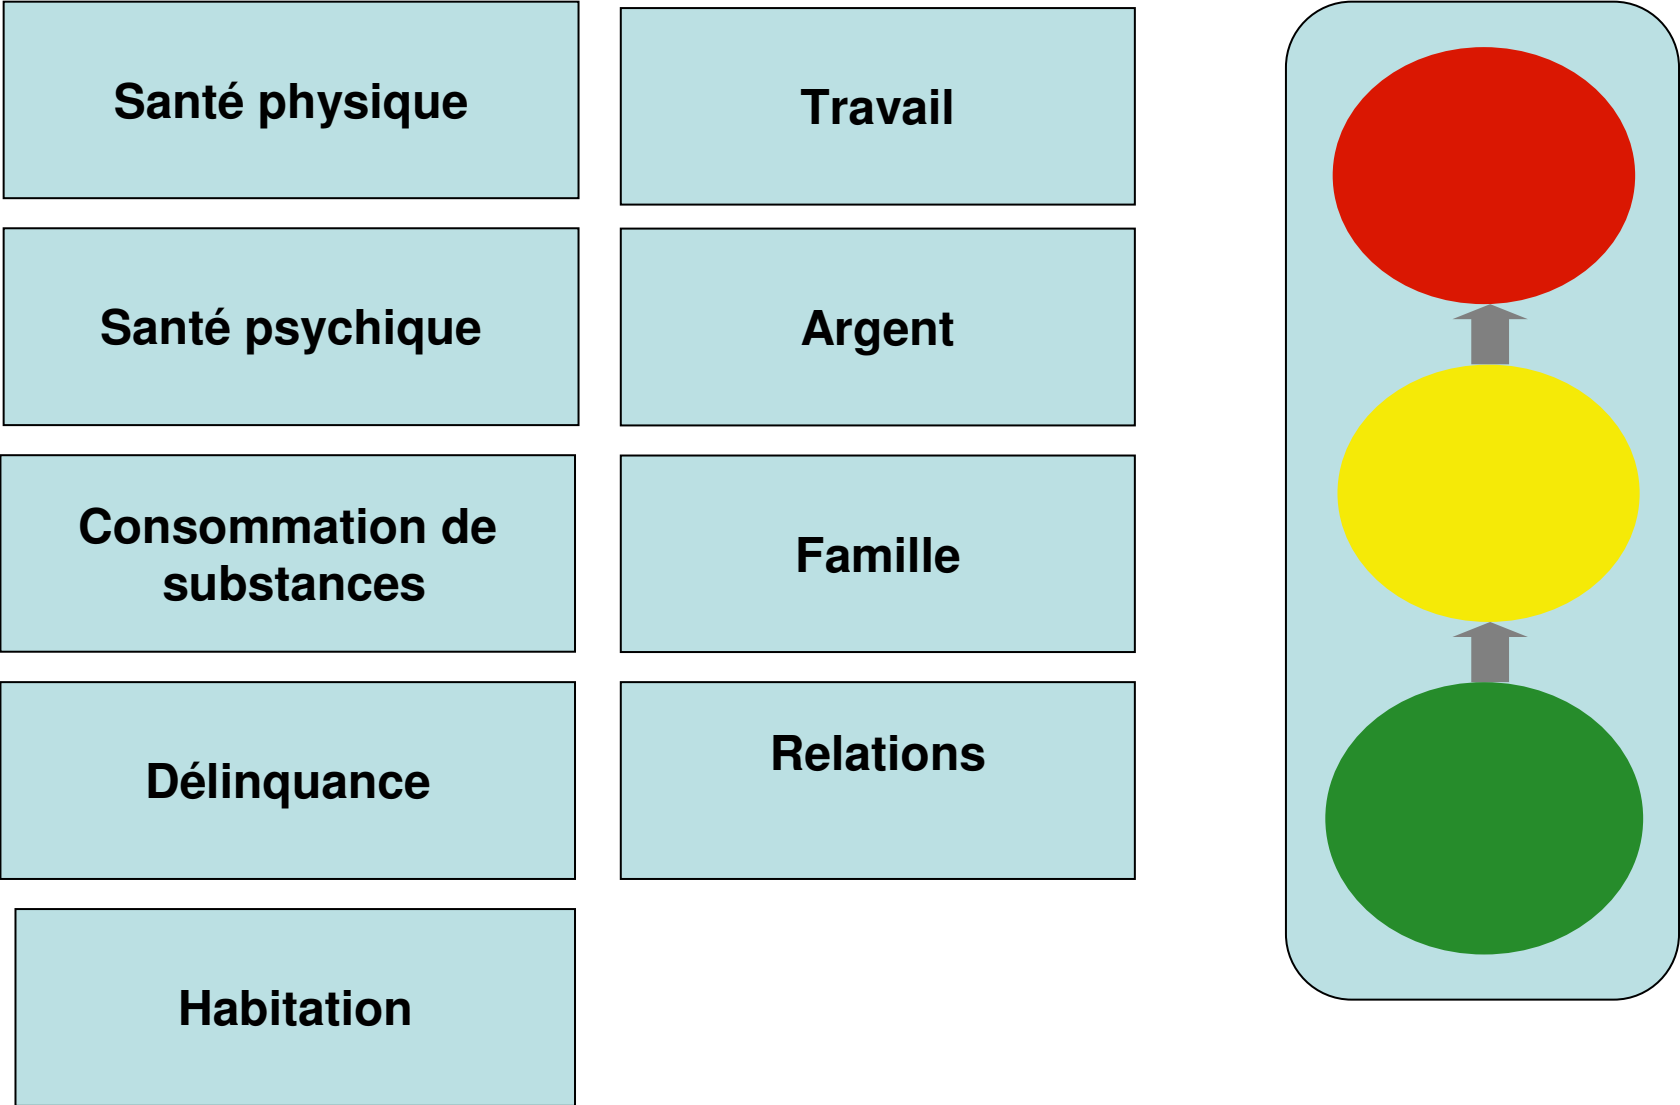 Santé physique
Santé psychique
Consommation de
substances
Délinquance
Habitation
Travail
Argent
Famille
Relations